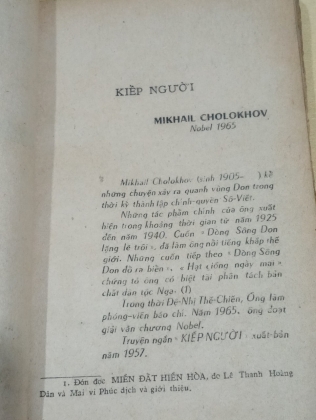 KIẾP NGƯỜI
MIKHAIL CHOLOKHOV
Nobel 1965
Mikhail Cholokhov (sinh 1905- ) kể
những chuyện xảy ra quanh vùng Don trong
thời kỳ thành lập chính-quyền Sô-Viết.
Những tác phẩm chính của ông xuất
hiện trong khoảng thời gian từ năm 1925
đến năm 1940. Cuốn « Dòng Sông Don
lặng lẽ trôi », đã làm ông nổi tiếng khắp thế
giới. Những cuốn tiếp theo « Dòng Sông
Don đổ ra biển », « Hạt giống ngày mai »
chứng tỏ ông có biệt tài phân tách bản
chất dân tộc Nga. (1)
Trong thời Đệ-Nhị Thế-Chiến, Ông làm
phóng-viên báo chí. Năm 1965, ông đoạt
giải văn chương Nobel.
Truyện ngắn "KIẾP NGƯỜI" xuất-bản
năm 1957.
1. Đón đọc MIỀN ĐẤT HIỀN HÒA, do Lê Thanh Hoàng
Dân và Mai vi Phúc dịch và giới thiệu.